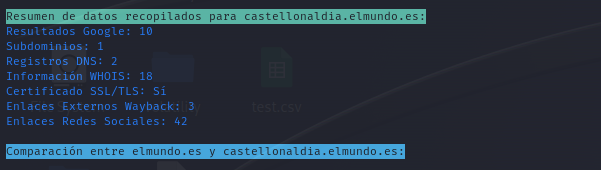 Resumen de datos recopilados para castellonaldia.elmundo.es:
Resultados Google: 10
Subdominios: 1
Registros DNS: 2
Información WHOIS: 18
Certificado SSL/TLS: Sí
Enlaces Externos Wayback: 3
Enlaces Redes Sociales: 42
test.csv
Comparación entre elmundo.es y castellonaldia.elmundo.es: